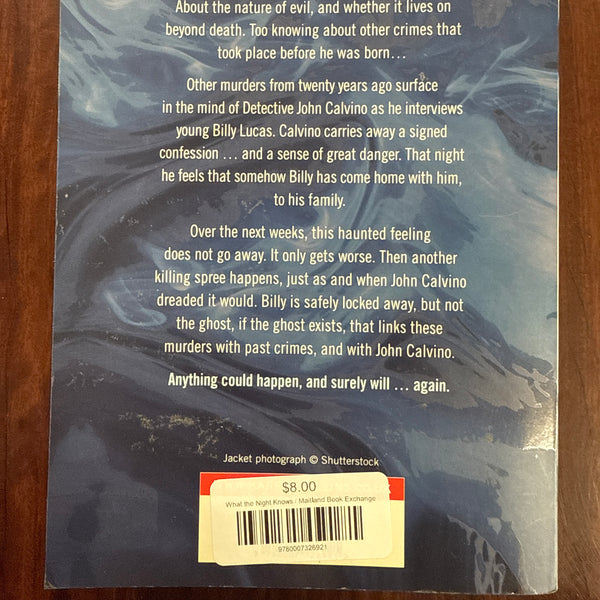 About the nature of evil, and whether it lives on
beyond death. Too knowing about other crimes that
took place before he was born…
Other murders from twenty years ago surface
in the mind of Detective John Calvino as he interviews
young Billy Lucas. Calvino carries away a signed
confession … and a sense of great danger. That night
he feels that somehow Billy has come home with him,
to his family.
Over the next weeks, this haunted feeling
does not go away. It only gets worse. Then another
killing spree happens, just as and when John Calvino
dreaded it would. Billy is safely locked away, but not
the ghost, if the ghost exists, that links these
murders with past crimes, and with John Calvino.
Anything could happen, and surely will … again.
Jacket photograph © Shutterstock
$8.00
What the Night Knows / Maitland Book Exchange
9780007326921